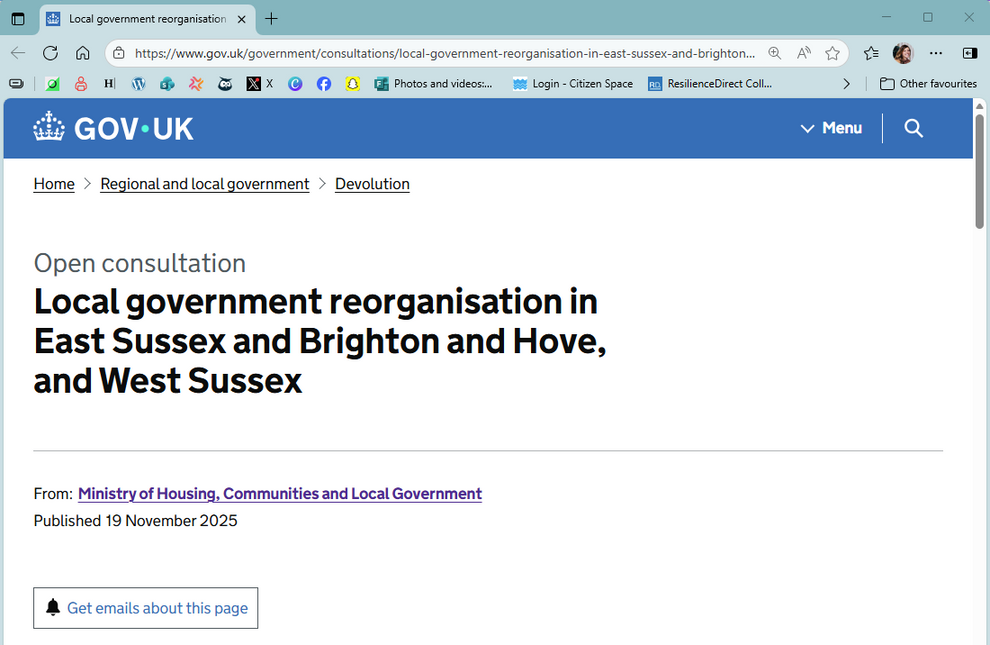 Local government reorganisation
https://www.gov.uk/government/consultations/local-government-reorganisation-in-east-sussex-and-brighton...
X
Photos and videos:...
Login - Citizen Space
ResilienceDirect Coll...
Other favourites
GOV·UK
Menu
Home > Regional and local government > Devolution
Open consultation
Local government reorganisation in
East Sussex and Brighton and Hove,
and West Sussex
From: Ministry of Housing, Communities and Local Government
Published 19 November 2025
Get emails about this page